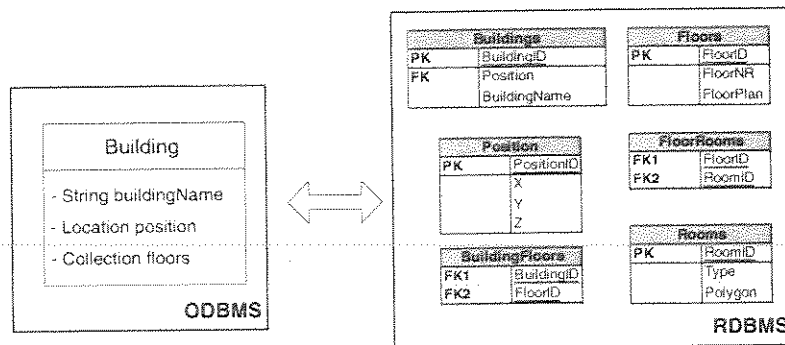 Building
- String buildingName
- Location position
- Collection floors
ODBMS
Buildings
PK BuildingID
FK Position
BuildingName
Floors
PK FloorID
FloorNR
FloorPlan
Position
PK PositionID
X
Y
Z
FloorRooms
FK1 FloorID
FK2 RoomID
BuildingFloors
FK1 BuildingID
FK2 FloorID
Rooms
PK RoomID
Type
Polygon
RDBMS